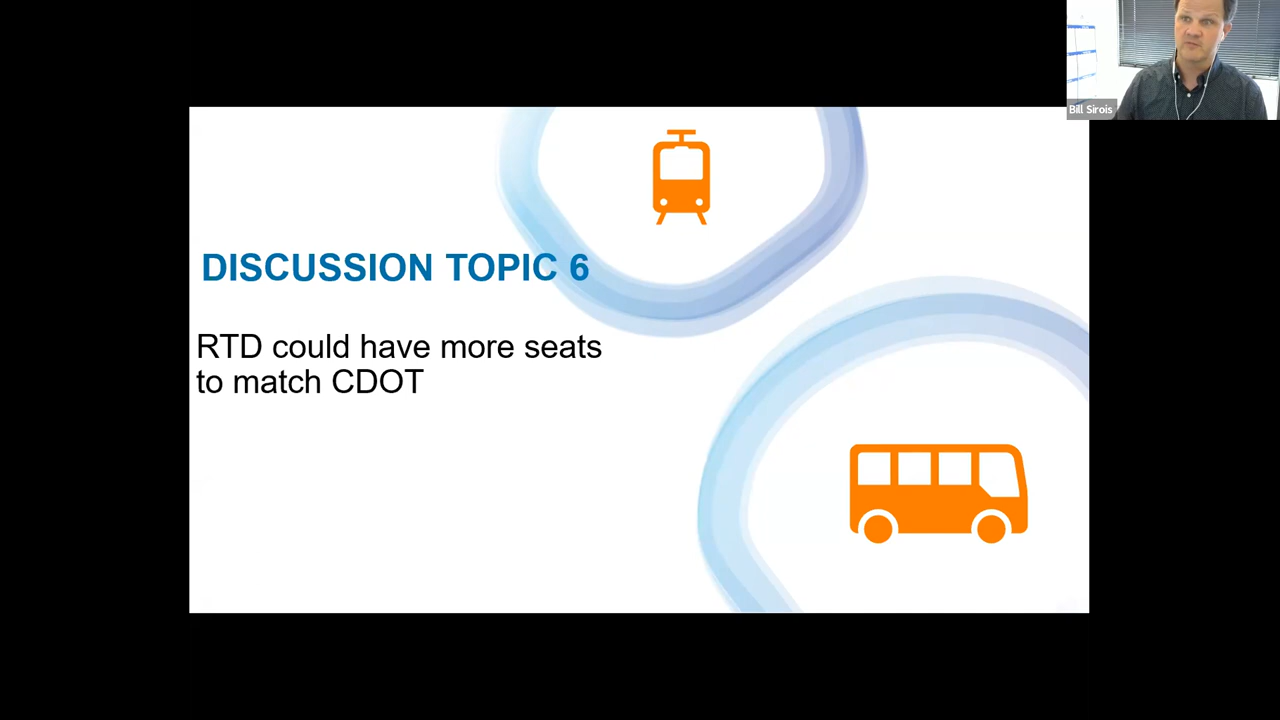 Bill Sirois
DISCUSSION TOPIC 6
RTD could have more seats
to match CDOT